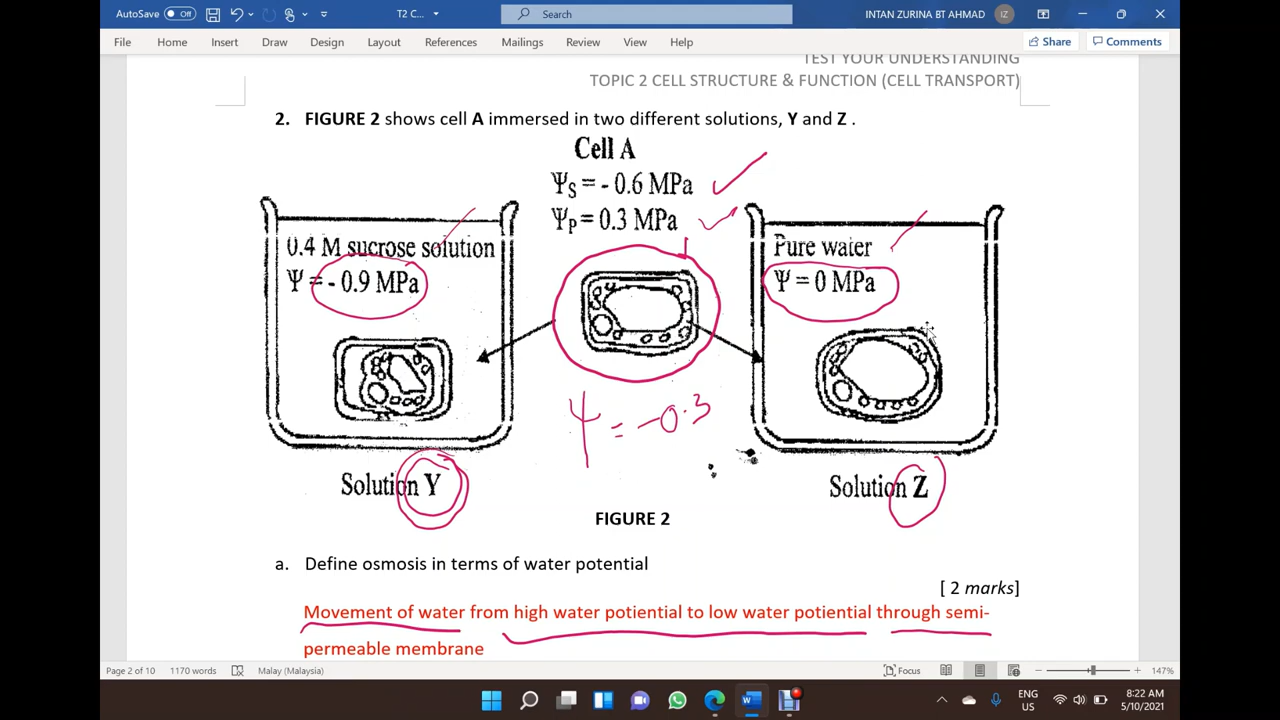 AutoSave Off T2 C... Search INTAN ZURINA BT AHMAD IZ
File Home Insert Draw Design Layout References Mailings Review View Help Share Comments
TEST YOUR UNDERSTANDING
TOPIC 2 CELL STRUCTURE & FUNCTION (CELL TRANSPORT)
2. FIGURE 2 shows cell A immersed in two different solutions, Y and Z .
Cell A
ΨS = - 0.6 MPa
ΨP = 0.3 MPa
0.4 M sucrose solution
Ψ = - 0.9 MPa
Pure water
Ψ = 0 MPa
Ψ = -0.3
Solution Y
Solution Z
FIGURE 2
a. Define osmosis in terms of water potential
[ 2 marks]
Movement of water from high water potiential to low water potiential through semi-
permeable membrane
Page 2 of 10 1170 words Malay (Malaysia) Focus 147%
ENG
US
8:22 AM
5/10/2021